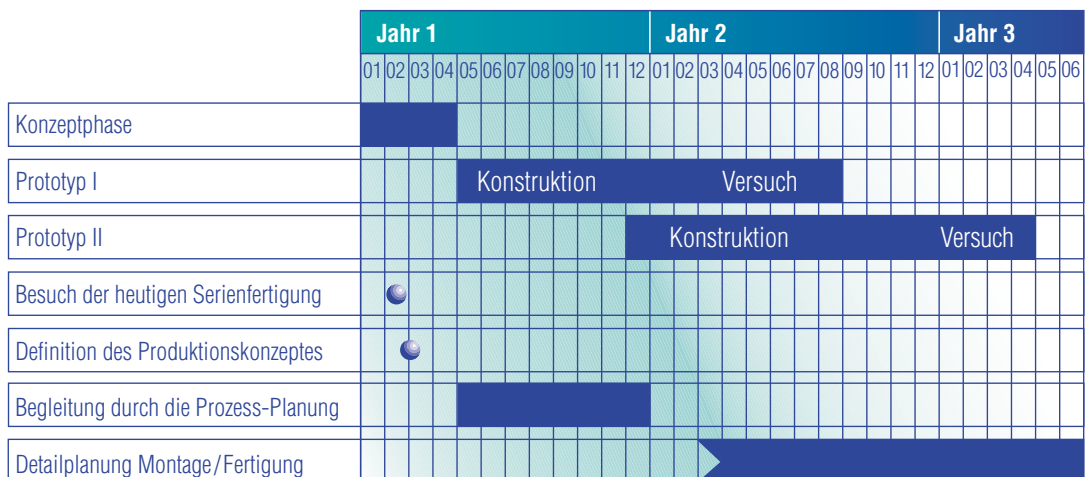 Jahr 1 Jahr 2 Jahr 3
01 02 03 04 05 06 07 08 09 10 11 12 01 02 03 04 05 06 07 08 09 10 11 12 01 02 03 04 05 06
Konzeptphase
Prototyp I Konstruktion Versuch
Prototyp II Konstruktion Versuch
Besuch der heutigen Serienfertigung
Definition des Produktionskonzeptes
Begleitung durch die Prozess-Planung
Detailplanung Montage/Fertigung